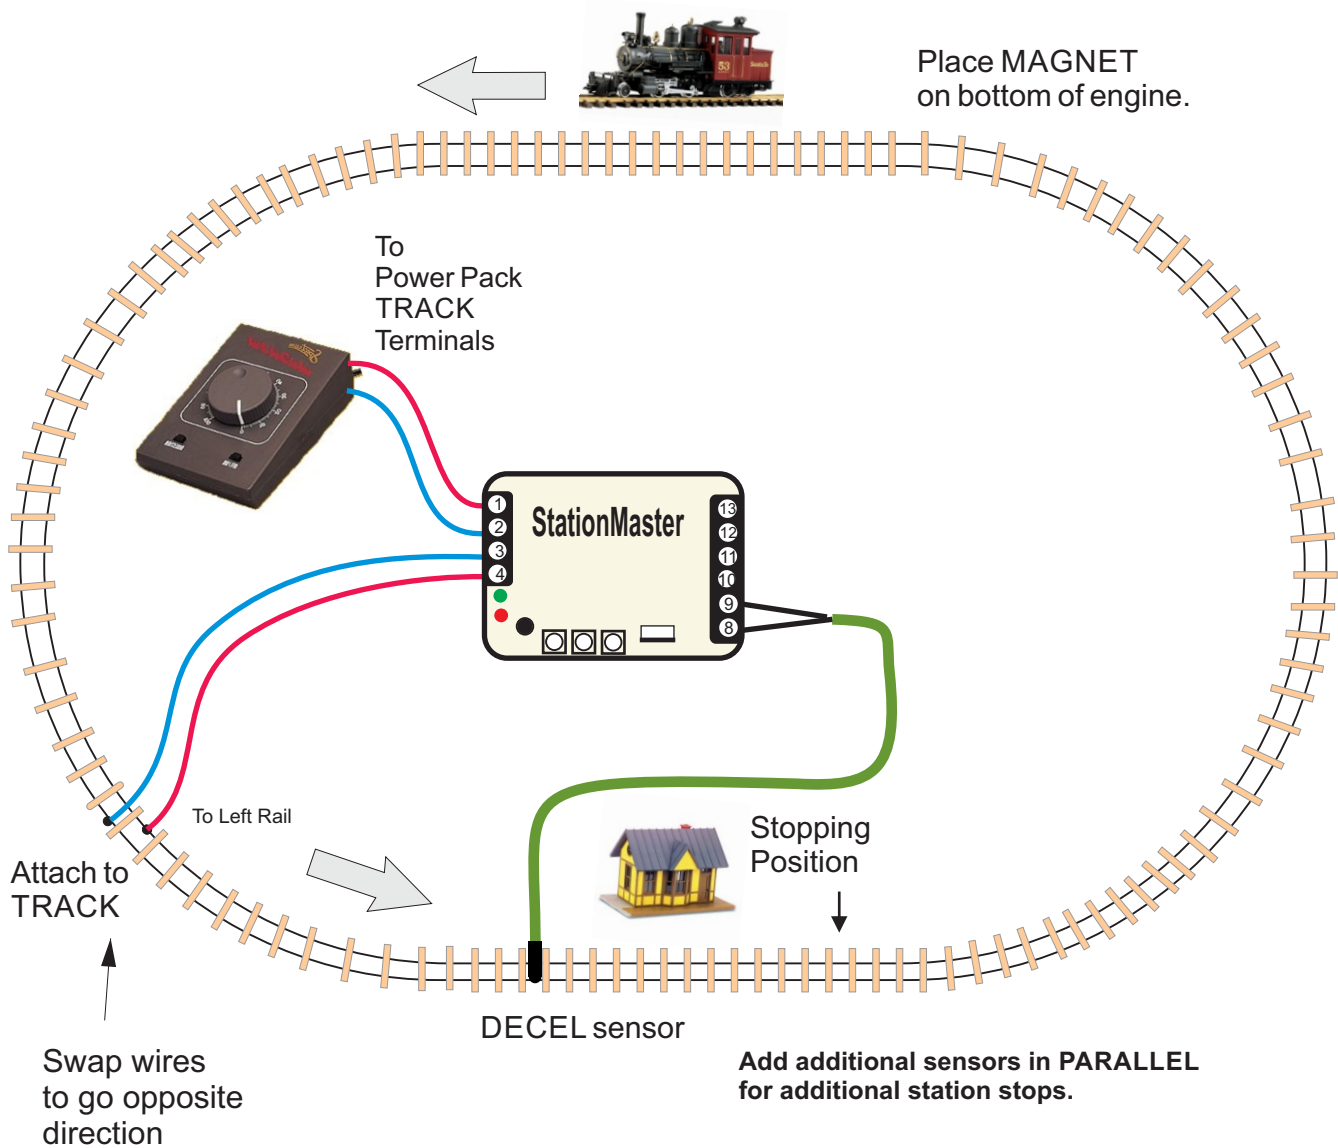 Place MAGNET
on bottom of engine.
53
To
Power Pack
TRACK
Terminals
StationMaster
1
2
3
4
13
12
11
10
9
8
To Left Rail
Attach to
TRACK
Stopping
Position
DECEL sensor
Swap wires
to go opposite
direction
Add additional sensors in PARALLEL
for additional station stops.